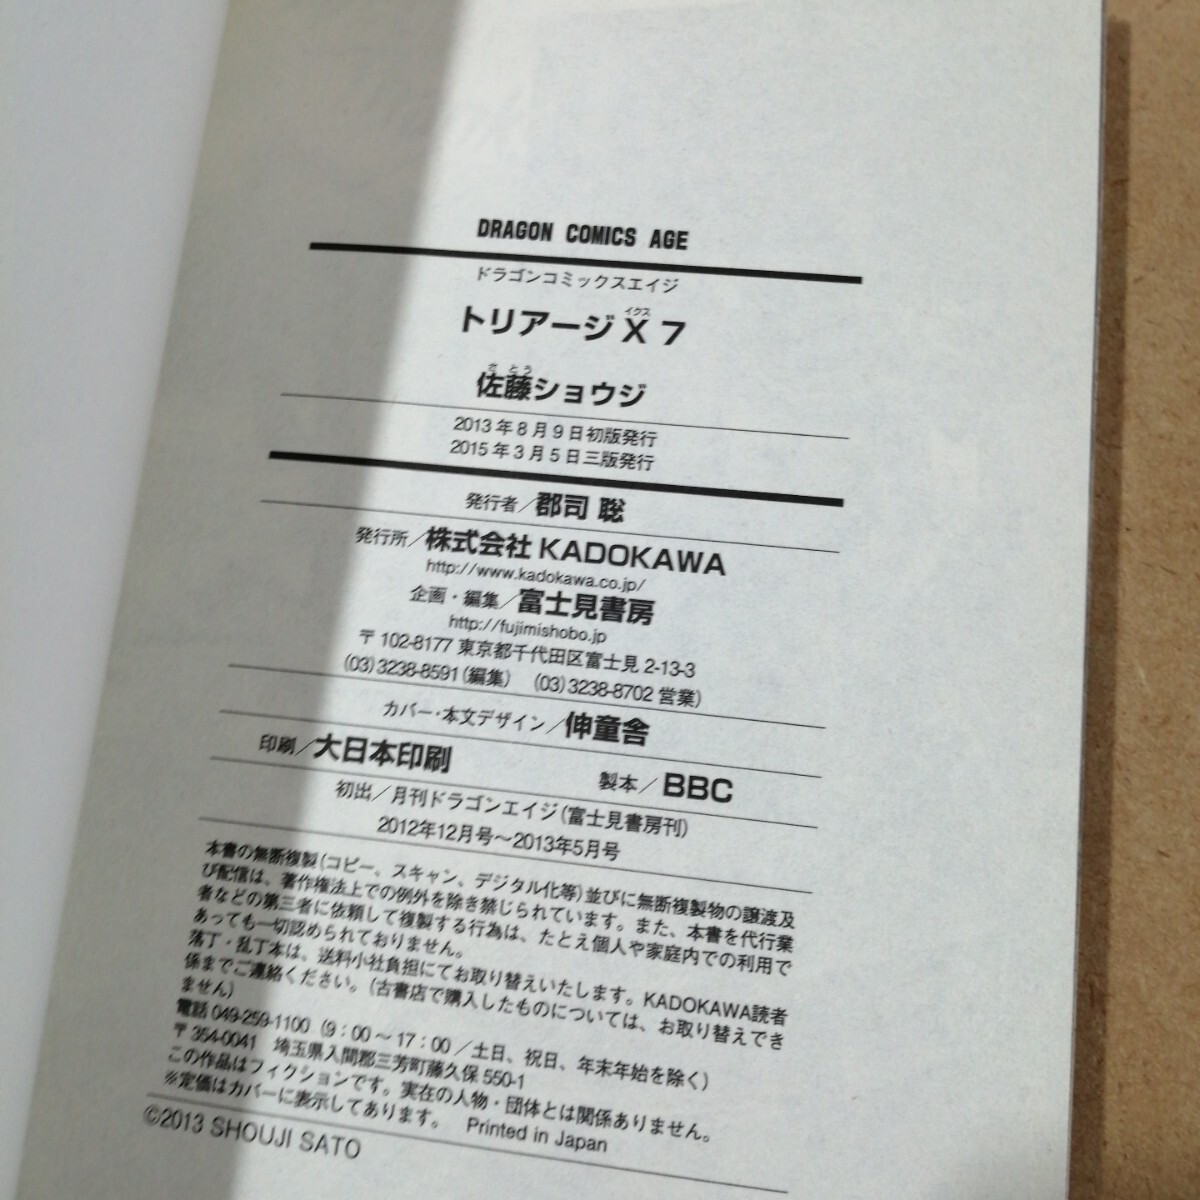 DRAGON COMICS AGE
ドラゴンコミックスエイジ
イクス
トリアージ X 7
さとう
佐藤ショウジ
2013年8月9日初版発行
2015年3月5日三版発行
発行者／郡司 聡
発行所／株式会社 KADOKAWA
http://www.kadokawa.co.jp/
企画・編集／富士見書房
http://fujimishobo.jp
〒102-8177 東京都千代田区富士見 2-13-3
(03)3238-8591(編集) (03)3238-8702 営業)
カバー・本文デザイン／伸童舎
印刷／大日本印刷 製本／BBC
初出／月刊ドラゴンエイジ(富士見書房刊)
2012年12月号〜2013年5月号
本書の無断複製(コピー、スキャン、デジタル化等)並びに無断複製物の譲渡及
び配信は、著作権法上での例外を除き禁じられています。また、本書を代行業
者などの第三者に依頼して複製する行為は、たとえ個人や家庭内での利用で
あっても一切認められておりません。
落丁・乱丁本は、送料小社負担にてお取り替えいたします。KADOKAWA読者
係までご連絡ください。(古書店で購入したものについては、お取り替えでき
ません)
電話 049-259-1100 (9：00〜17：00／土日、祝日、年末年始を除く)
〒354-0041 埼玉県入間郡三芳町藤久保 550-1
この作品はフィクションです。実在の人物・団体とは関係ありません。
※定価はカバーに表示してあります。 Printed in Japan
©2013 SHOUJI SATO